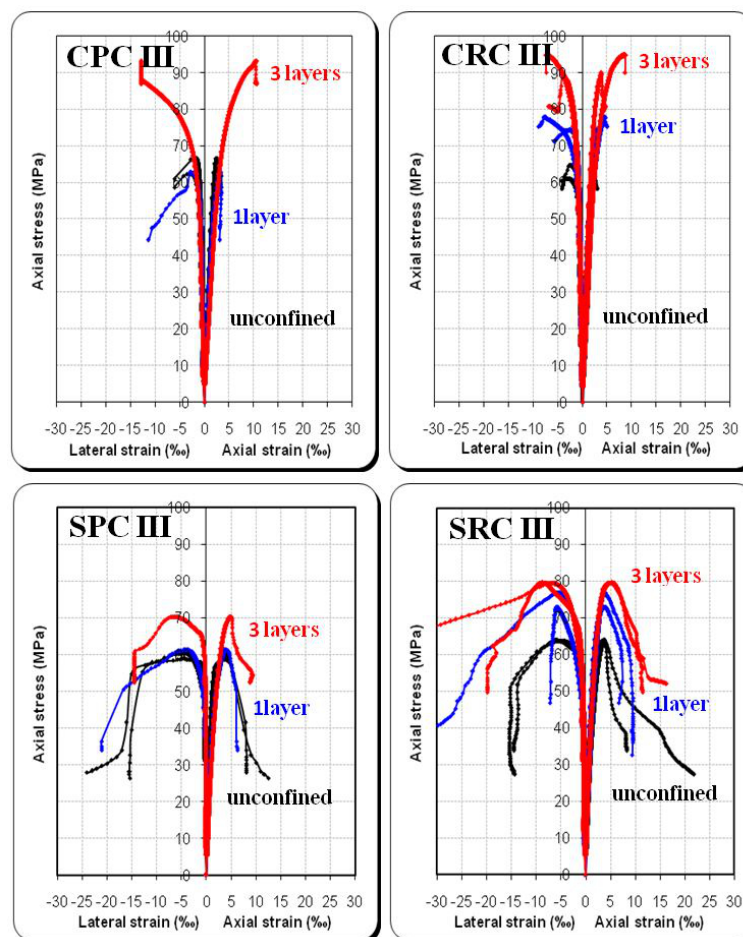 CPC III
3 layers
1layer
unconfined
Axial stress (MPa)
100
90
80
70
60
50
40
30
20
10
0
-30 -25 -20 -15 -10 -5 0 5 10 15 20 25 30
Lateral strain (‰) Axial strain (‰)
CRC III
3 layers
1layer
unconfined
Axial stress (MPa)
100
90
80
70
60
50
40
30
20
10
0
-30 -25 -20 -15 -10 -5 0 5 10 15 20 25 30
Lateral strain (‰) Axial strain (‰)
SPC III
3 layers
1layer
unconfined
Axial stress (MPa)
100
90
80
70
60
50
40
30
20
10
0
-30 -25 -20 -15 -10 -5 0 5 10 15 20 25 30
Lateral strain (‰) Axial strain (‰)
SRC III
3 layers
1layer
unconfined
Axial stress (MPa)
100
90
80
70
60
50
40
30
20
10
0
-30 -25 -20 -15 -10 -5 0 5 10 15 20 25 30
Lateral strain (‰) Axial strain (‰)